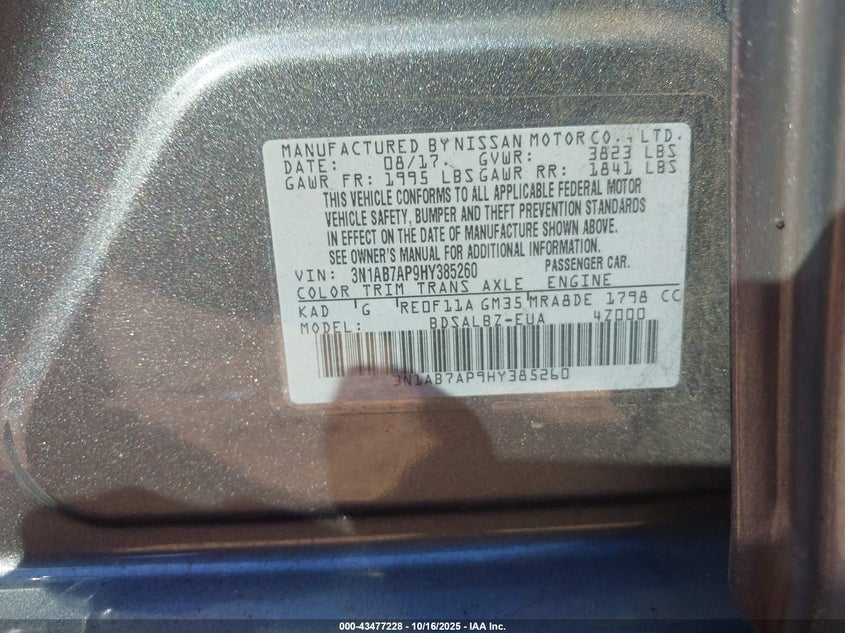 MANUFACTURED BY NISSAN MOTOR CO., LTD.
DATE: 08/17. GVWR: 3823 LBS
GAWR FR: 1995 LBS GAWR RR: 1841 LBS
THIS VEHICLE CONFORMS TO ALL APPLICABLE FEDERAL MOTOR
VEHICLE SAFETY, BUMPER AND THEFT PREVENTION STANDARDS
IN EFFECT ON THE DATE OF MANUFACTURE SHOWN ABOVE.
SEE OWNER'S MANUAL FOR ADDITIONAL INFORMATION.
VIN: 3N1AB7AP9HY385260 PASSENGER CAR.
COLOR TRIM TRANS AXLE ENGINE
KAD G RE0F11A GM35 MRA8DE 1798 CC
MODEL: BDSALBZ-EUA 4Z000
3N1AB7AP9HY385260
000-43477228 | 10/16/2025 - IAA Inc.